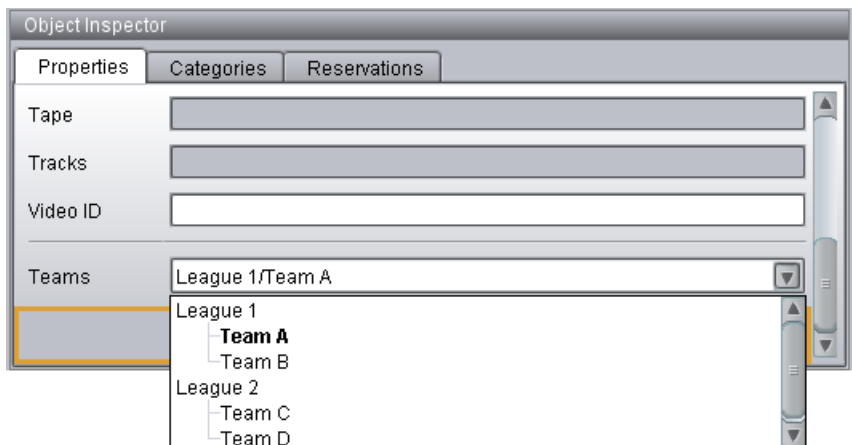 Object Inspector
Properties Categories Reservations
Tape
Tracks
Video ID
Teams League 1/Team A
League 1
Team A
Team B
League 2
Team C
Team D